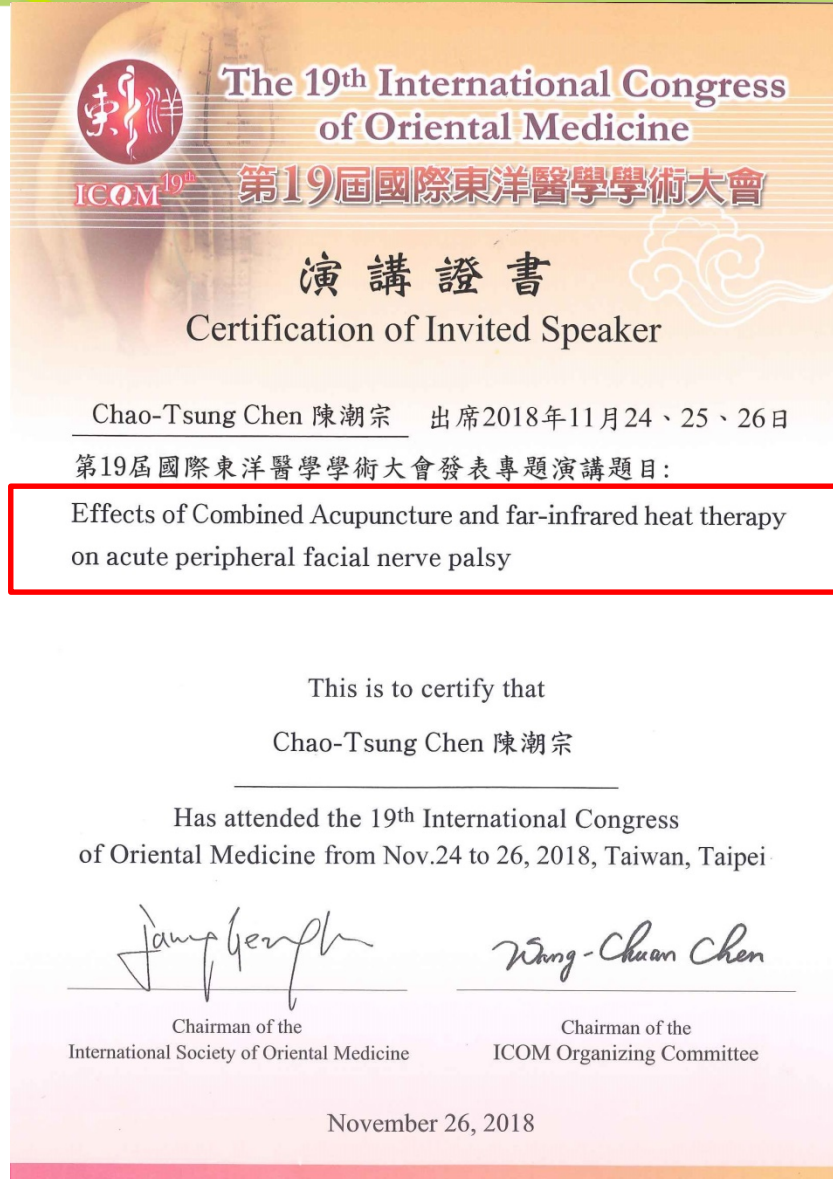 The 19th International Congress
of Oriental Medicine
東洋
ICOM 19th
第19屆國際東洋醫學學術大會
演講證書
Certification of Invited Speaker
Chao-Tsung Chen 陳潮宗 出席2018年11月24、25、26日
第19屆國際東洋醫學學術大會發表專題演講題目:
Effects of Combined Acupuncture and far-infrared heat therapy
on acute peripheral facial nerve palsy
This is to certify that
Chao-Tsung Chen 陳潮宗
Has attended the 19th International Congress
of Oriental Medicine from Nov.24 to 26, 2018, Taiwan, Taipei
Wang-Chuan Chen
Chairman of the
International Society of Oriental Medicine
Chairman of the
ICOM Organizing Committee
November 26, 2018